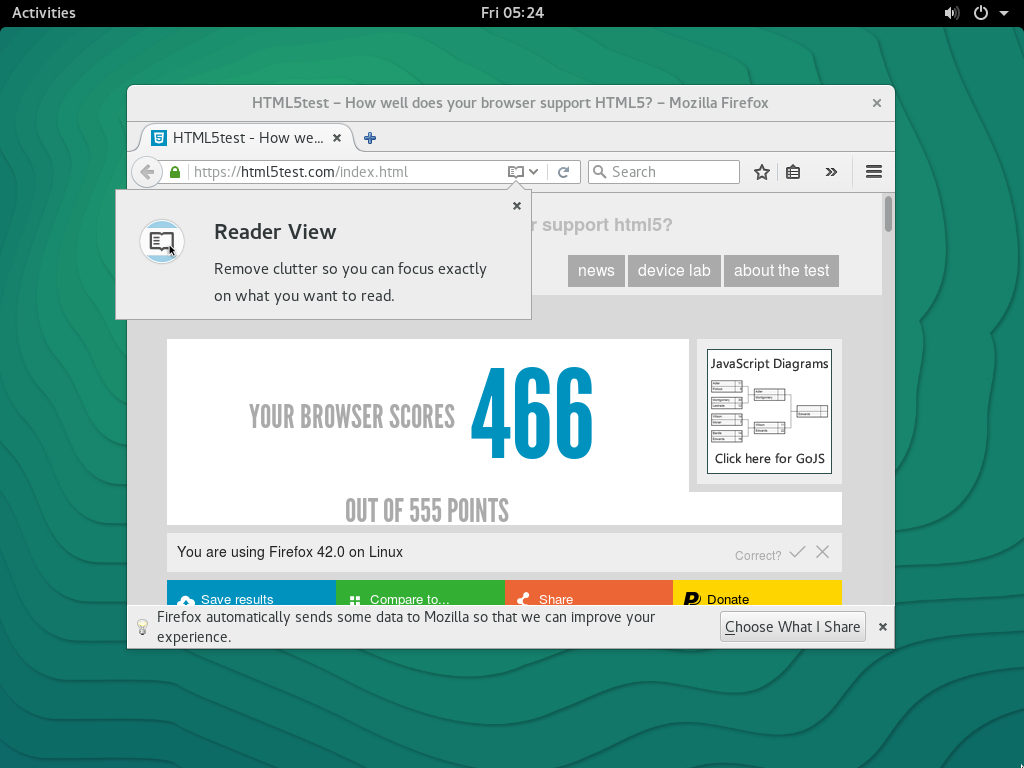 Activities
Fri 05:24
HTML5test – How well does your browser support HTML5? – Mozilla Firefox
HTML5test - How we...
https://html5test.com/index.html
Search
Reader View
Remove clutter so you can focus exactly
on what you want to read.
r support html5?
news
device lab
about the test
YOUR BROWSER SCORES
466
OUT OF 555 POINTS
JavaScript Diagrams
Click here for GoJS
You are using Firefox 42.0 on Linux
Correct?
Save results
Compare to...
Share
Donate
Firefox automatically sends some data to Mozilla so that we can improve your
experience.
Choose What I Share